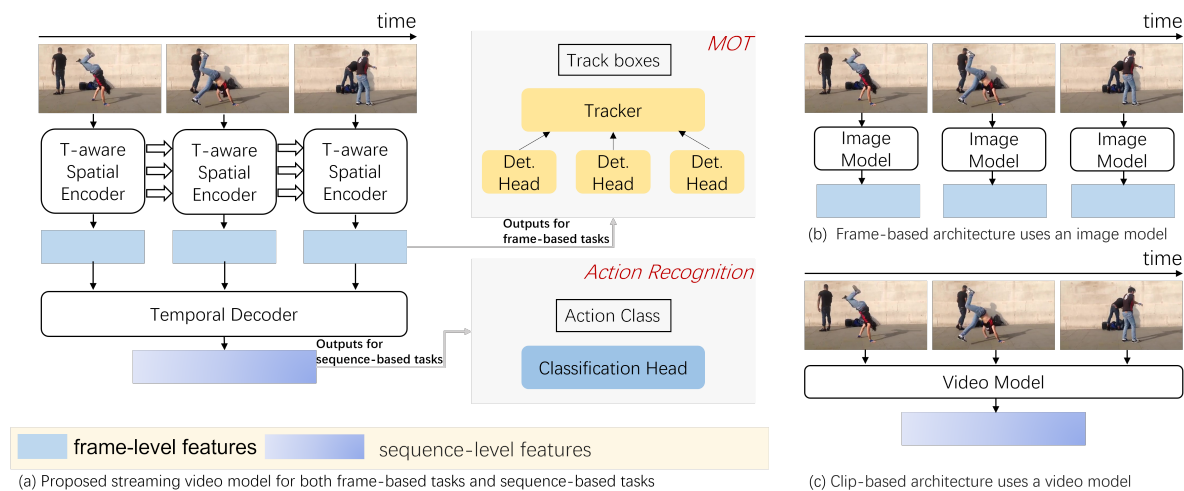 time
T-aware
Spatial
Encoder
T-aware
Spatial
Encoder
T-aware
Spatial
Encoder
Temporal Decoder
Outputs for
frame-based tasks
Outputs for
sequence-based tasks
MOT
Track boxes
Tracker
Det.
Head
Det.
Head
Det.
Head
Action Recognition
Action Class
Classification Head
frame-level features
sequence-level features
(a) Proposed streaming video model for both frame-based tasks and sequence-based tasks
time
Image
Model
Image
Model
Image
Model
(b) Frame-based architecture uses an image model
time
Video Model
(c) Clip-based architecture uses a video model